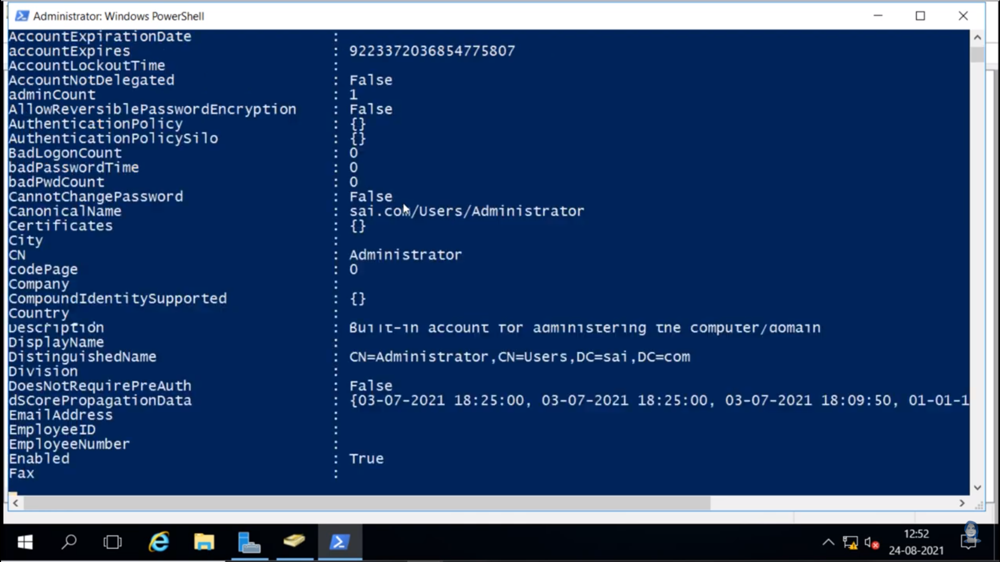 Administrator: Windows PowerShell
AccountExpirationDate :
accountExpires : 9223372036854775807
AccountLockoutTime :
AccountNotDelegated : False
adminCount : 1
AllowReversiblePasswordEncryption : False
AuthenticationPolicy : {}
AuthenticationPolicySilo : {}
BadLogonCount : 0
badPasswordTime : 0
badPwdCount : 0
CannotChangePassword : False
CanonicalName : sai.com/Users/Administrator
Certificates : {}
City :
CN : Administrator
codePage : 0
Company :
CompoundIdentitySupported : {}
Country :
Description : Built-in account for administering the computer/domain
DisplayName :
DistinguishedName : CN=Administrator,CN=Users,DC=sai,DC=com
Division :
DoesNotRequirePreAuth : False
dSCorePropagationData : {03-07-2021 18:25:00, 03-07-2021 18:25:00, 03-07-2021 18:09:50, 01-01-1
EmailAddress :
EmployeeID :
EmployeeNumber :
Enabled : True
Fax :
12:52
24-08-2021